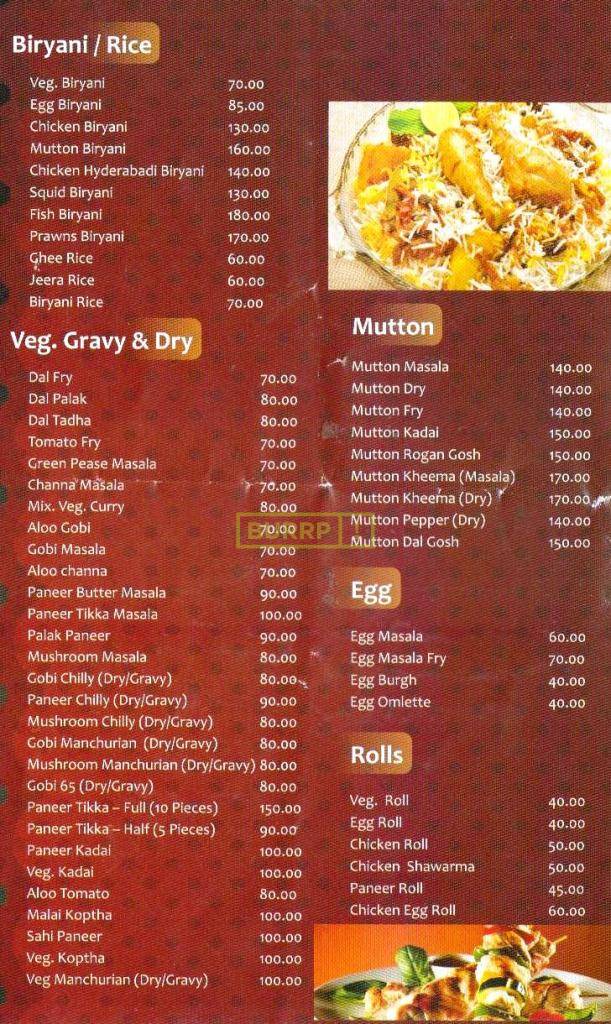 Biryani / Rice
Veg. Biryani 70.00
Egg Biryani 85.00
Chicken Biryani 130.00
Mutton Biryani 160.00
Chicken Hyderabadi Biryani 140.00
Squid Biryani 130.00
Fish Biryani 180.00
Prawns Biryani 170.00
Ghee Rice 60.00
Jeera Rice 60.00
Biryani Rice 70.00
Veg. Gravy & Dry
Dal Fry 70.00
Dal Palak 80.00
Dal Tadha 80.00
Tomato Fry 70.00
Green Pease Masala 70.00
Channa Masala 70.00
Mix. Veg. Curry 80.00
Aloo Gobi 70.00
Gobi Masala 70.00
Aloo channa 70.00
Paneer Butter Masala 90.00
Paneer Tikka Masala 100.00
Palak Paneer 90.00
Mushroom Masala 80.00
Gobi Chilly (Dry/Gravy) 80.00
Paneer Chilly (Dry/Gravy) 90.00
Mushroom Chilly (Dry/Gravy) 80.00
Gobi Manchurian (Dry/Gravy) 80.00
Mushroom Manchurian (Dry/Gravy) 80.00
Gobi 65 (Dry/Gravy) 80.00
Paneer Tikka – Full (10 Pieces) 150.00
Paneer Tikka – Half (5 Pieces) 90.00
Paneer Kadai 100.00
Veg. Kadai 100.00
Aloo Tomato 80.00
Malai Koptha 100.00
Sahi Paneer 100.00
Veg. Koptha 100.00
Veg Manchurian (Dry/Gravy) 100.00
Mutton
Mutton Masala 140.00
Mutton Dry 140.00
Mutton Fry 140.00
Mutton Kadai 150.00
Mutton Rogan Gosh 150.00
Mutton Kheema (Masala) 170.00
Mutton Kheema (Dry) 170.00
Mutton Pepper (Dry) 140.00
Mutton Dal Gosh 150.00
BURRP!
Egg
Egg Masala 60.00
Egg Masala Fry 70.00
Egg Burgh 40.00
Egg Omlette 40.00
Rolls
Veg. Roll 40.00
Egg Roll 40.00
Chicken Roll 50.00
Chicken Shawarma 50.00
Paneer Roll 45.00
Chicken Egg Roll 60.00